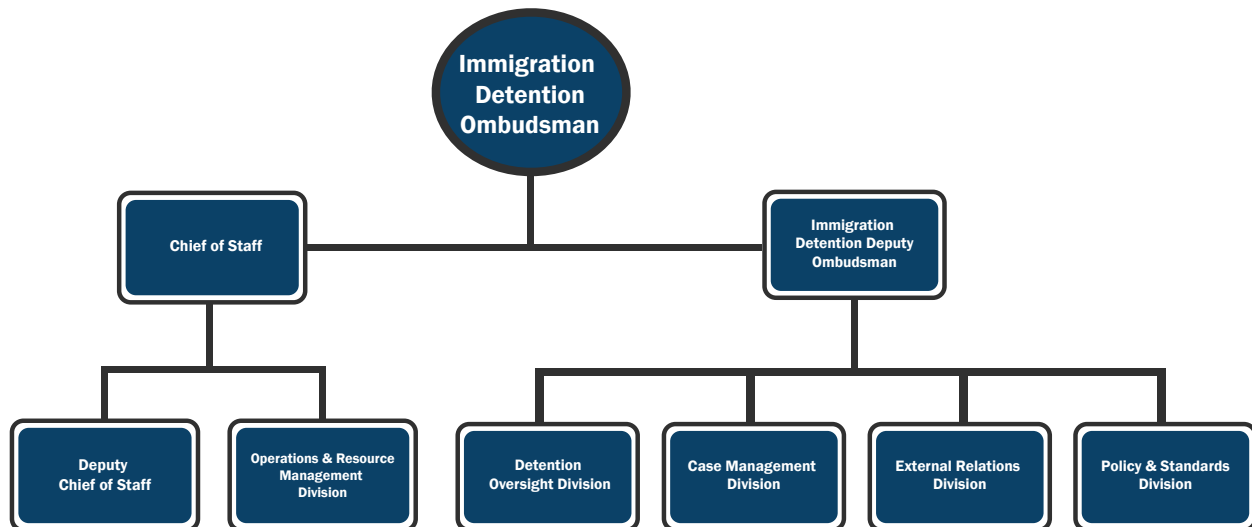 Immigration
Detention
Ombudsman
Chief of Staff
Immigration
Detention Deputy
Ombudsman
Deputy
Chief of Staff
Operations & Resource
Management
Division
Detention
Oversight Division
Case Management
Division
External Relations
Division
Policy & Standards
Division